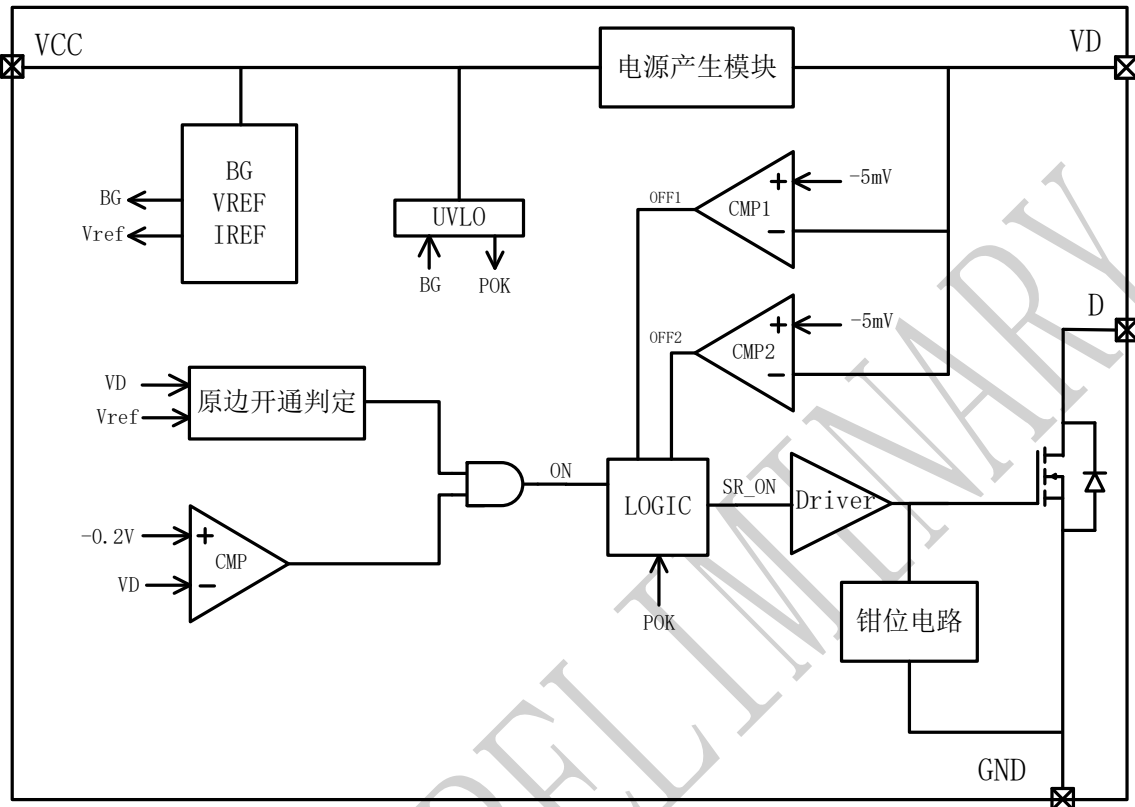 VCC
电源产生模块
VD
BG
VREF
IREF
BG
Vref
UVLO
BG
POK
OFF1
CMP1
+
-
-5mV
OFF2
CMP2
+
-
-5mV
D
VD
Vref
原边开通判定
ON
LOGIC
SR_ON
Driver
-0.2V
VD
+
-
CMP
POK
钳位电路
GND
PRELIMINARY